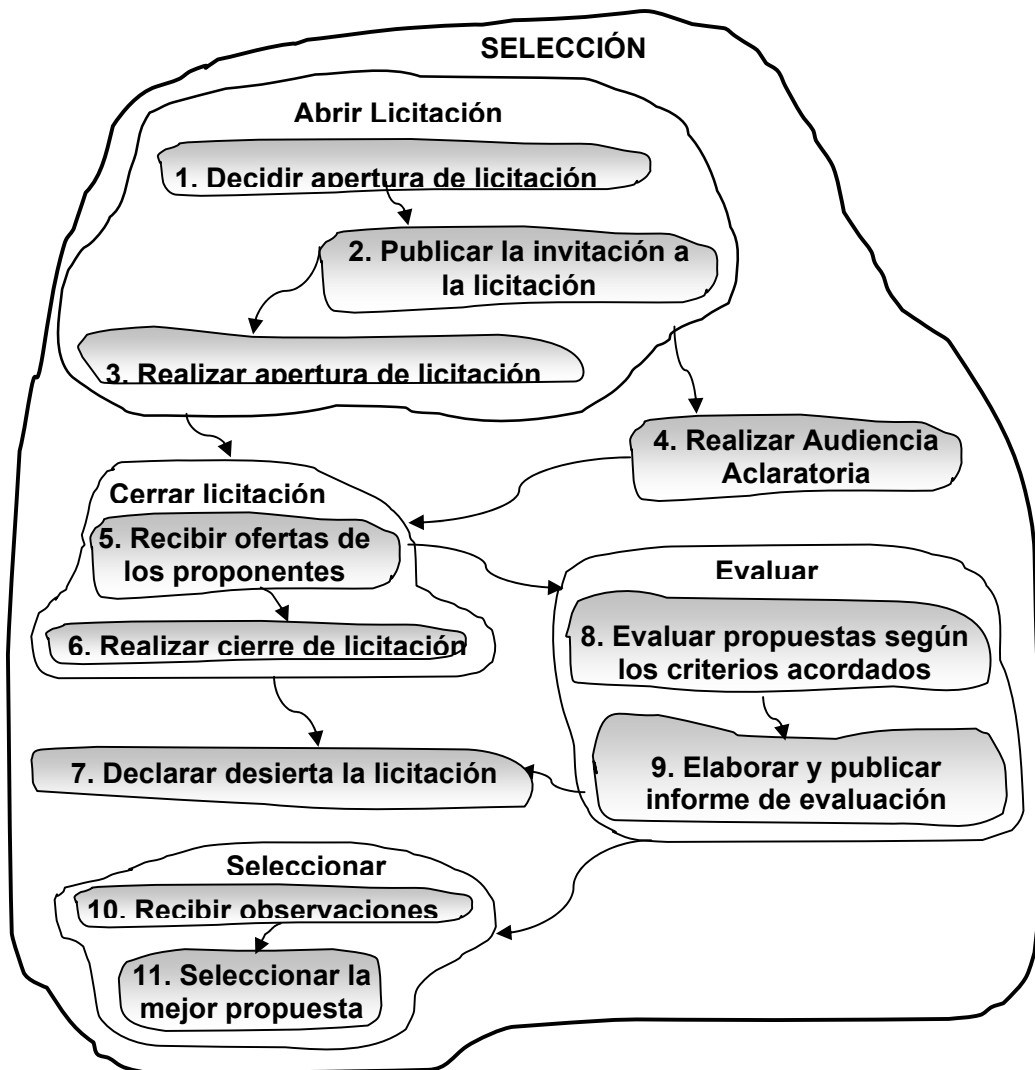 SELECCIÓN
Abrir Licitación
1. Decidir apertura de licitación
2. Publicar la invitación a
la licitación
3. Realizar apertura de licitación
4. Realizar Audiencia
Aclaratoria
Cerrar licitación
5. Recibir ofertas de
los proponentes
6. Realizar cierre de licitación
Evaluar
8. Evaluar propuestas según
los criterios acordados
7. Declarar desierta la licitación
9. Elaborar y publicar
informe de evaluación
Seleccionar
10. Recibir observaciones
11. Seleccionar la
mejor propuesta